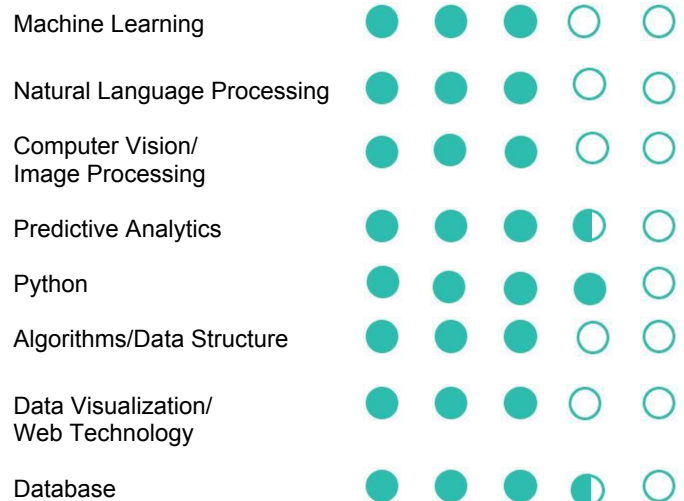 Machine Learning
Natural Language Processing
Computer Vision/
Image Processing
Predictive Analytics
Python
Algorithms/Data Structure
Data Visualization/
Web Technology
Database